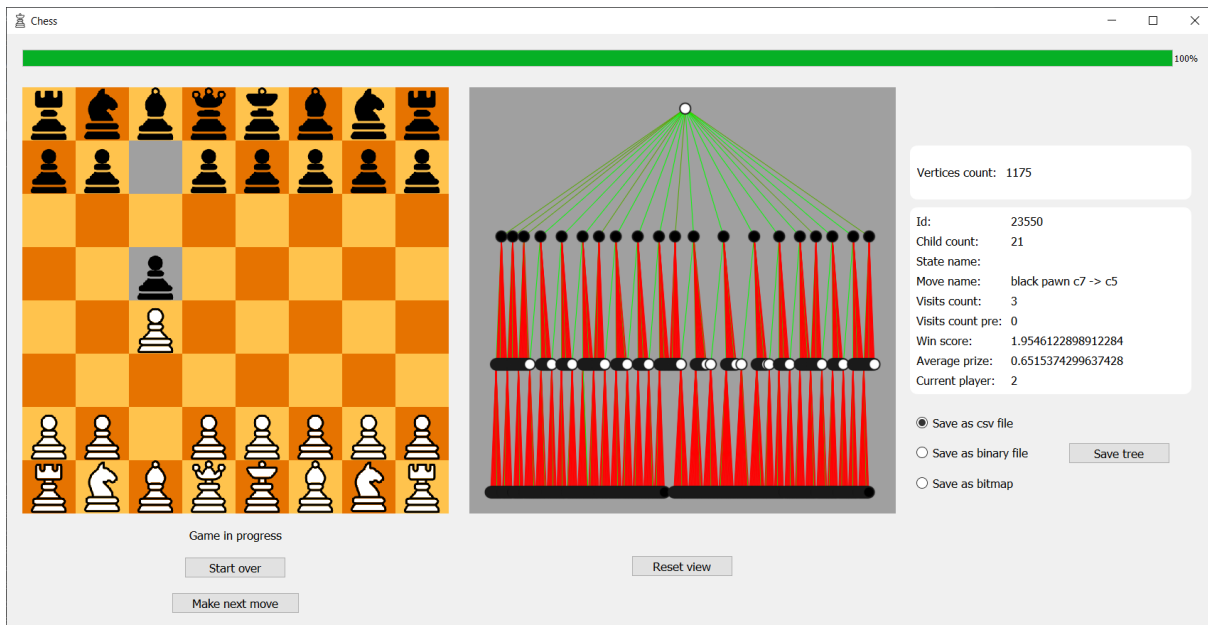 Chess
100%
Vertices count: 1175
Id: 23550
Child count: 21
State name:
Move name: black pawn c7 -> c5
Visits count: 3
Visits count pre: 0
Win score: 1.9546122898912284
Average prize: 0.6515374299637428
Current player: 2
Save as csv file
Save as binary file
Save tree
Save as bitmap
Game in progress
Start over
Reset view
Make next move